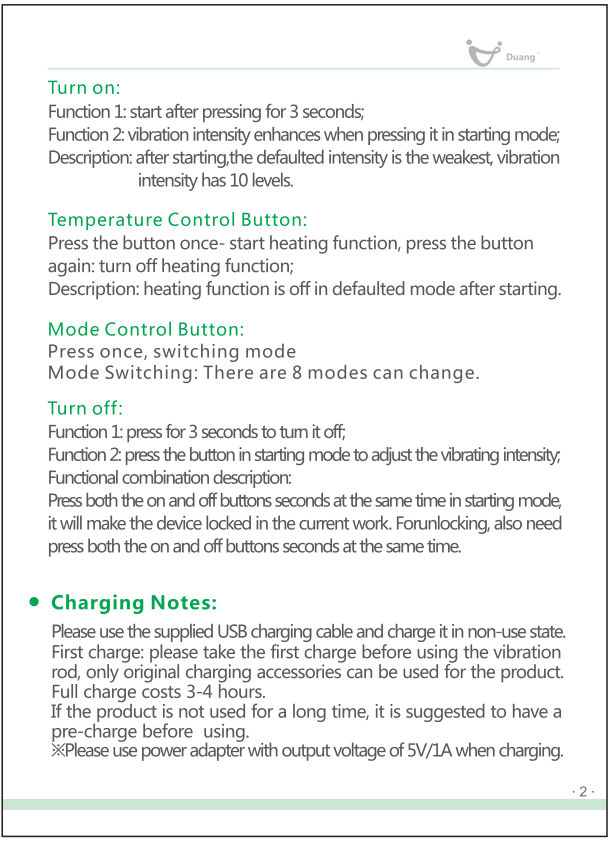 Duang
Turn on:
Function 1: start after pressing for 3 seconds;
Function 2: vibration intensity enhances when pressing it in starting mode;
Description: after starting,the defaulted intensity is the weakest, vibration
intensity has 10 levels.
Temperature Control Button:
Press the button once- start heating function, press the button
again: turn off heating function;
Description: heating function is off in defaulted mode after starting.
Mode Control Button:
Press once, switching mode
Mode Switching: There are 8 modes can change.
Turn off:
Function 1: press for 3 seconds to turn it off;
Function 2: press the button in starting mode to adjust the vibrating intensity;
Functional combination description:
Press both the on and off buttons seconds at the same time in starting mode,
it will make the device locked in the current work. Forunlocking, also need
press both the on and off buttons seconds at the same time.
● Charging Notes:
Please use the supplied USB charging cable and charge it in non-use state.
First charge: please take the first charge before using the vibration
rod, only original charging accessories can be used for the product.
Full charge costs 3-4 hours.
If the product is not used for a long time, it is suggested to have a
pre-charge before  using.
※Please use power adapter with output voltage of 5V/1A when charging.
· 2 ·